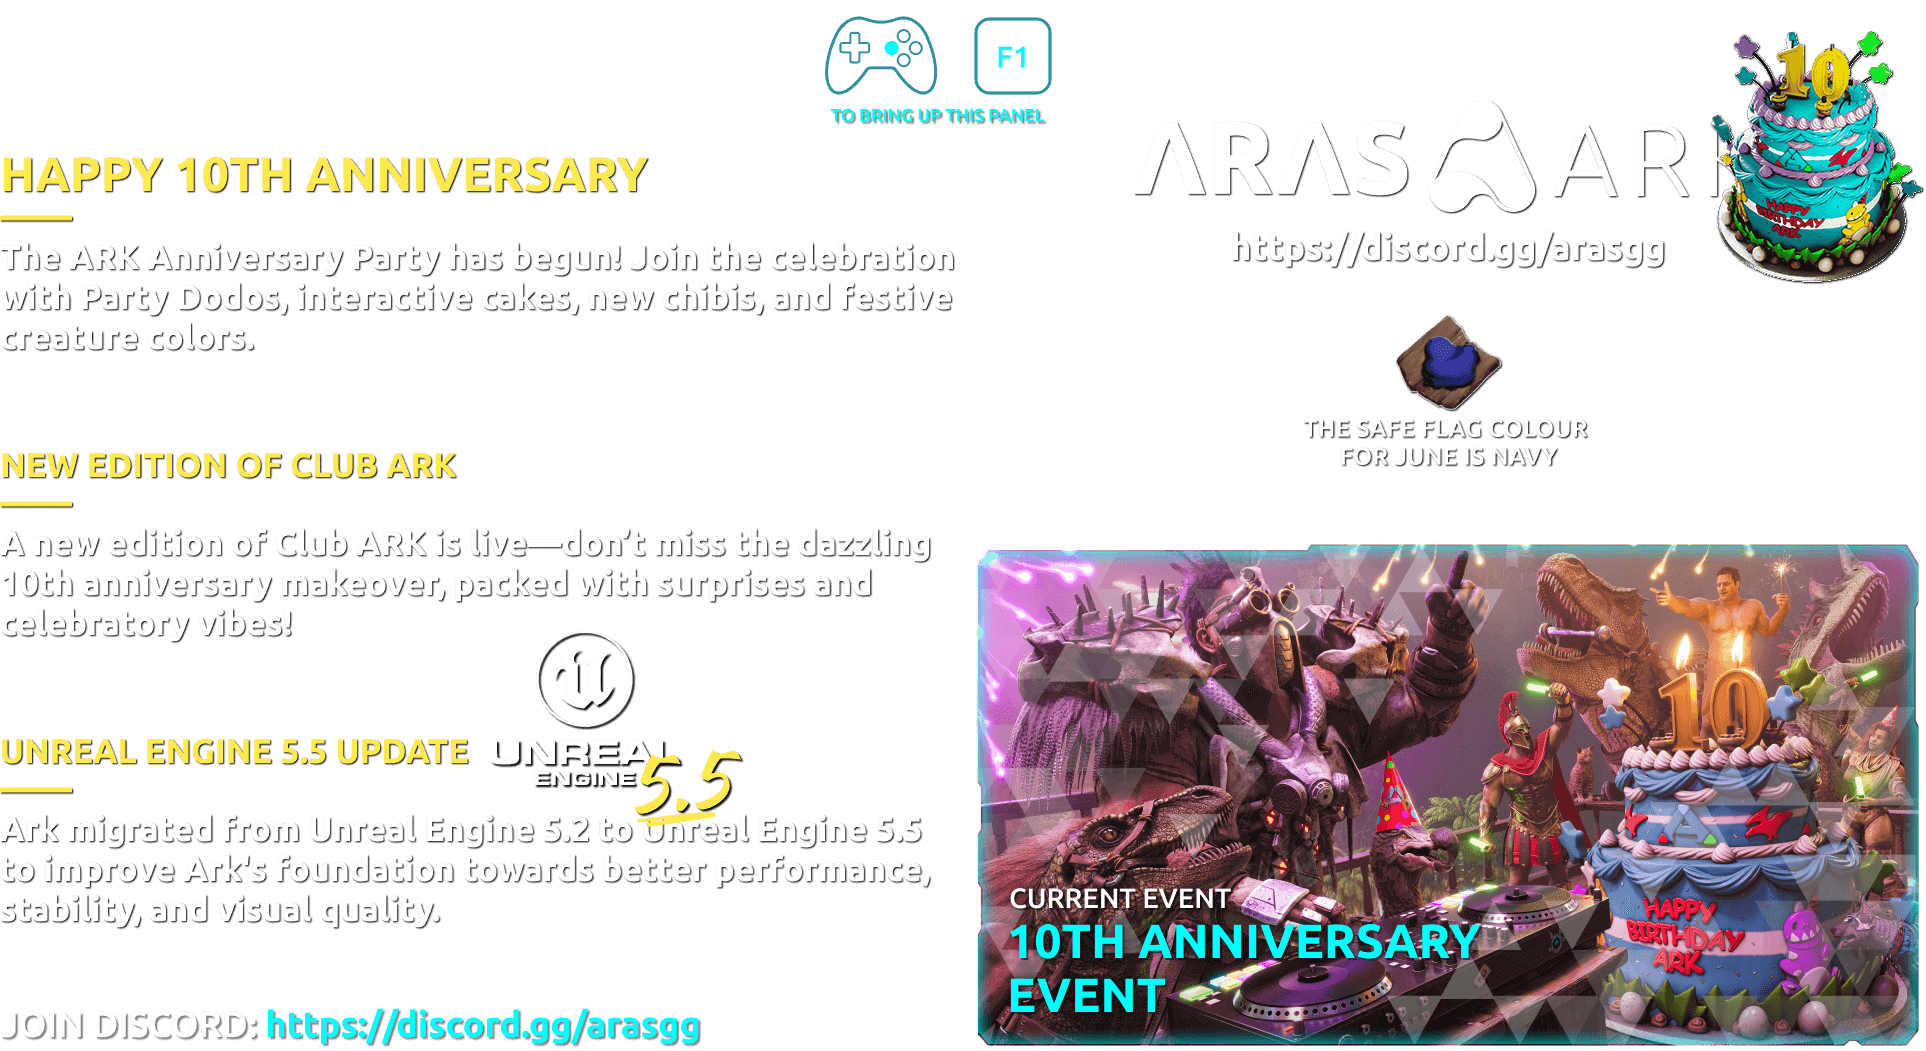 F1
TO BRING UP THIS PANEL
HAPPY 10TH ANNIVERSARY
The ARK Anniversary Party has begun! Join the celebration
with Party Dodos, interactive cakes, new chibis, and festive
creature colors.
NEW EDITION OF CLUB ARK
A new edition of Club ARK is live—don't miss the dazzling
10th anniversary makeover, packed with surprises and
celebratory vibes!
UNREAL ENGINE 5.5 UPDATE
UNREAL
ENGINE
5.5
Ark migrated from Unreal Engine 5.2 to Unreal Engine 5.5
to improve Ark's foundation towards better performance,
stability, and visual quality.
JOIN DISCORD: https://discord.gg/arasgg
ARAS ARK
https://discord.gg/arasgg
10
HAPPY
BIRTHDAY
ARK
THE SAFE FLAG COLOUR
FOR JUNE IS NAVY
10
HAPPY
BIRTHDAY
ARK
CURRENT EVENT
10TH ANNIVERSARY
EVENT